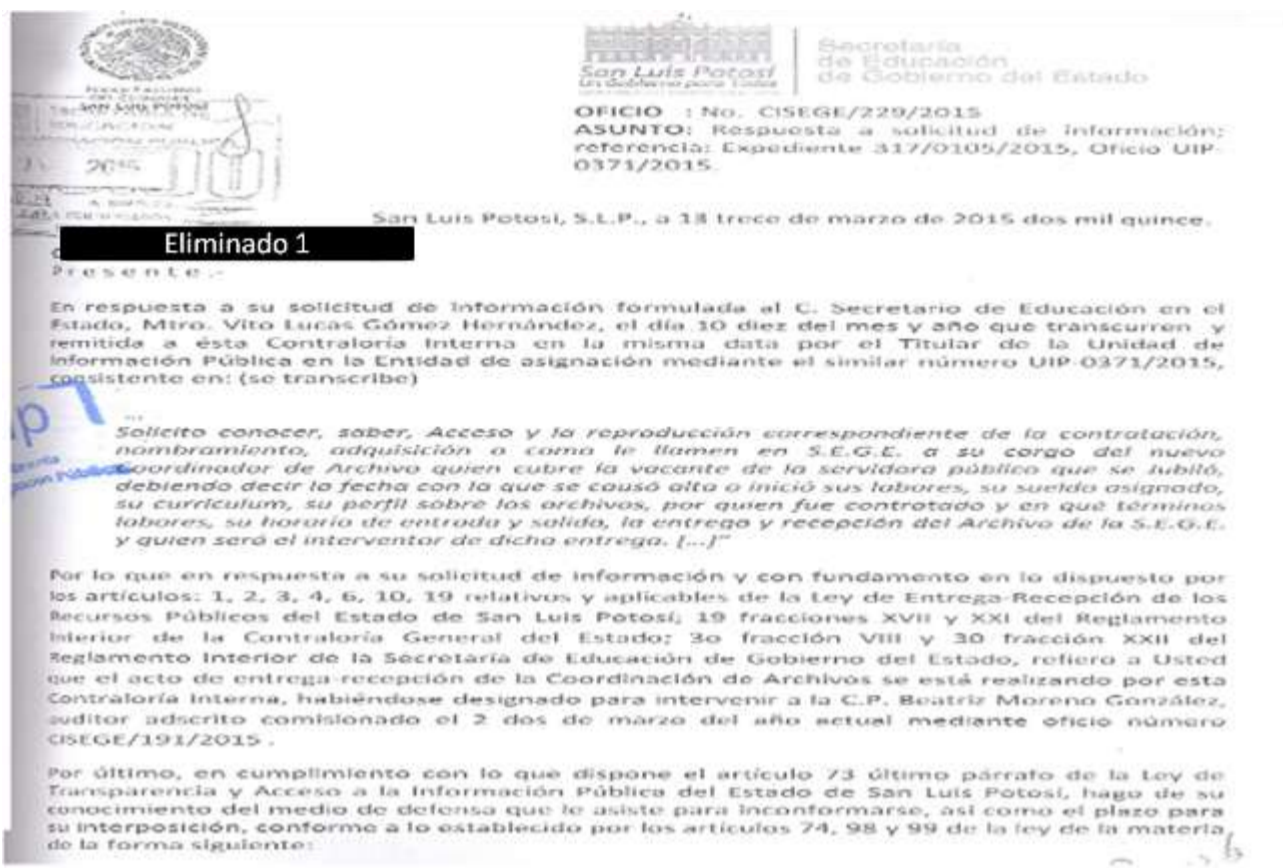 San Luis Potosí
Un Gobierno para Todos
Secretaría
de Educación
de Gobierno del Estado
PODER EJECUTIVO
DEL ESTADO DE
SAN LUIS POTOSI
2015
OFICIO : No. CISEGE/229/2015
ASUNTO: Respuesta a solicitud de información;
referencia: Expediente 317/0105/2015, Oficio UIP-
0371/2015.
San Luis Potosí, S.L.P., a 13 trece de marzo de 2015 dos mil quince.
Eliminado 1
P r e s e n t e .-
En respuesta a su solicitud de información formulada al C. Secretario de Educación en el
Estado, Mtro. Vito Lucas Gómez Hernández, el día 10 diez del mes y año que transcurren y
remitida a ésta Contraloría Interna en la misma data por el Titular de la Unidad de
Información Pública en la Entidad de asignación mediante el similar número UIP-0371/2015,
consistente en: (se transcribe)
...
Solicito conocer, saber, Acceso y la reproducción correspondiente de la contratación,
nombramiento, adquisición o como le llamen en S.E.G.E. a su cargo del nuevo
Coordinador de Archivo quien cubre la vacante de la servidora público que se jubiló,
debiendo decir la fecha con la que se causó alta o inició sus labores, su sueldo asignado,
su curriculum, su perfil sobre los archivos, por quien fue contratado y en que términos
labores, su horario de entrada y salida, la entrega y recepción del Archivo de la S.E.G.E.
y quien será el interventor de dicha entrega. [...]"
Por lo que en respuesta a su solicitud de información y con fundamento en lo dispuesto por
los artículos: 1, 2, 3, 4, 6, 10, 19 relativos y aplicables de la Ley de Entrega-Recepción de los
Recursos Públicos del Estado de San Luis Potosí; 19 fracciones XVII y XXI del Reglamento
Interior de la Contraloría General del Estado; 3o fracción VIII y 30 fracción XXII del
Reglamento Interior de la Secretaría de Educación de Gobierno del Estado, refiero a Usted
que el acto de entrega-recepción de la Coordinación de Archivos se está realizando por esta
Contraloría Interna, habiéndose designado para intervenir a la C.P. Beatriz Moreno González,
auditor adscrito comisionado el 2 dos de marzo del año actual mediante oficio número
CISEGE/191/2015 .
Por último, en cumplimiento con lo que dispone el artículo 73 último párrafo de la Ley de
Transparencia y Acceso a la Información Pública del Estado de San Luis Potosí, hago de su
conocimiento del medio de defensa que le asiste para inconformarse, así como el plazo para
su interposición, conforme a lo establecido por los artículos 74, 98 y 99 de la ley de la materia
de la forma siguiente: